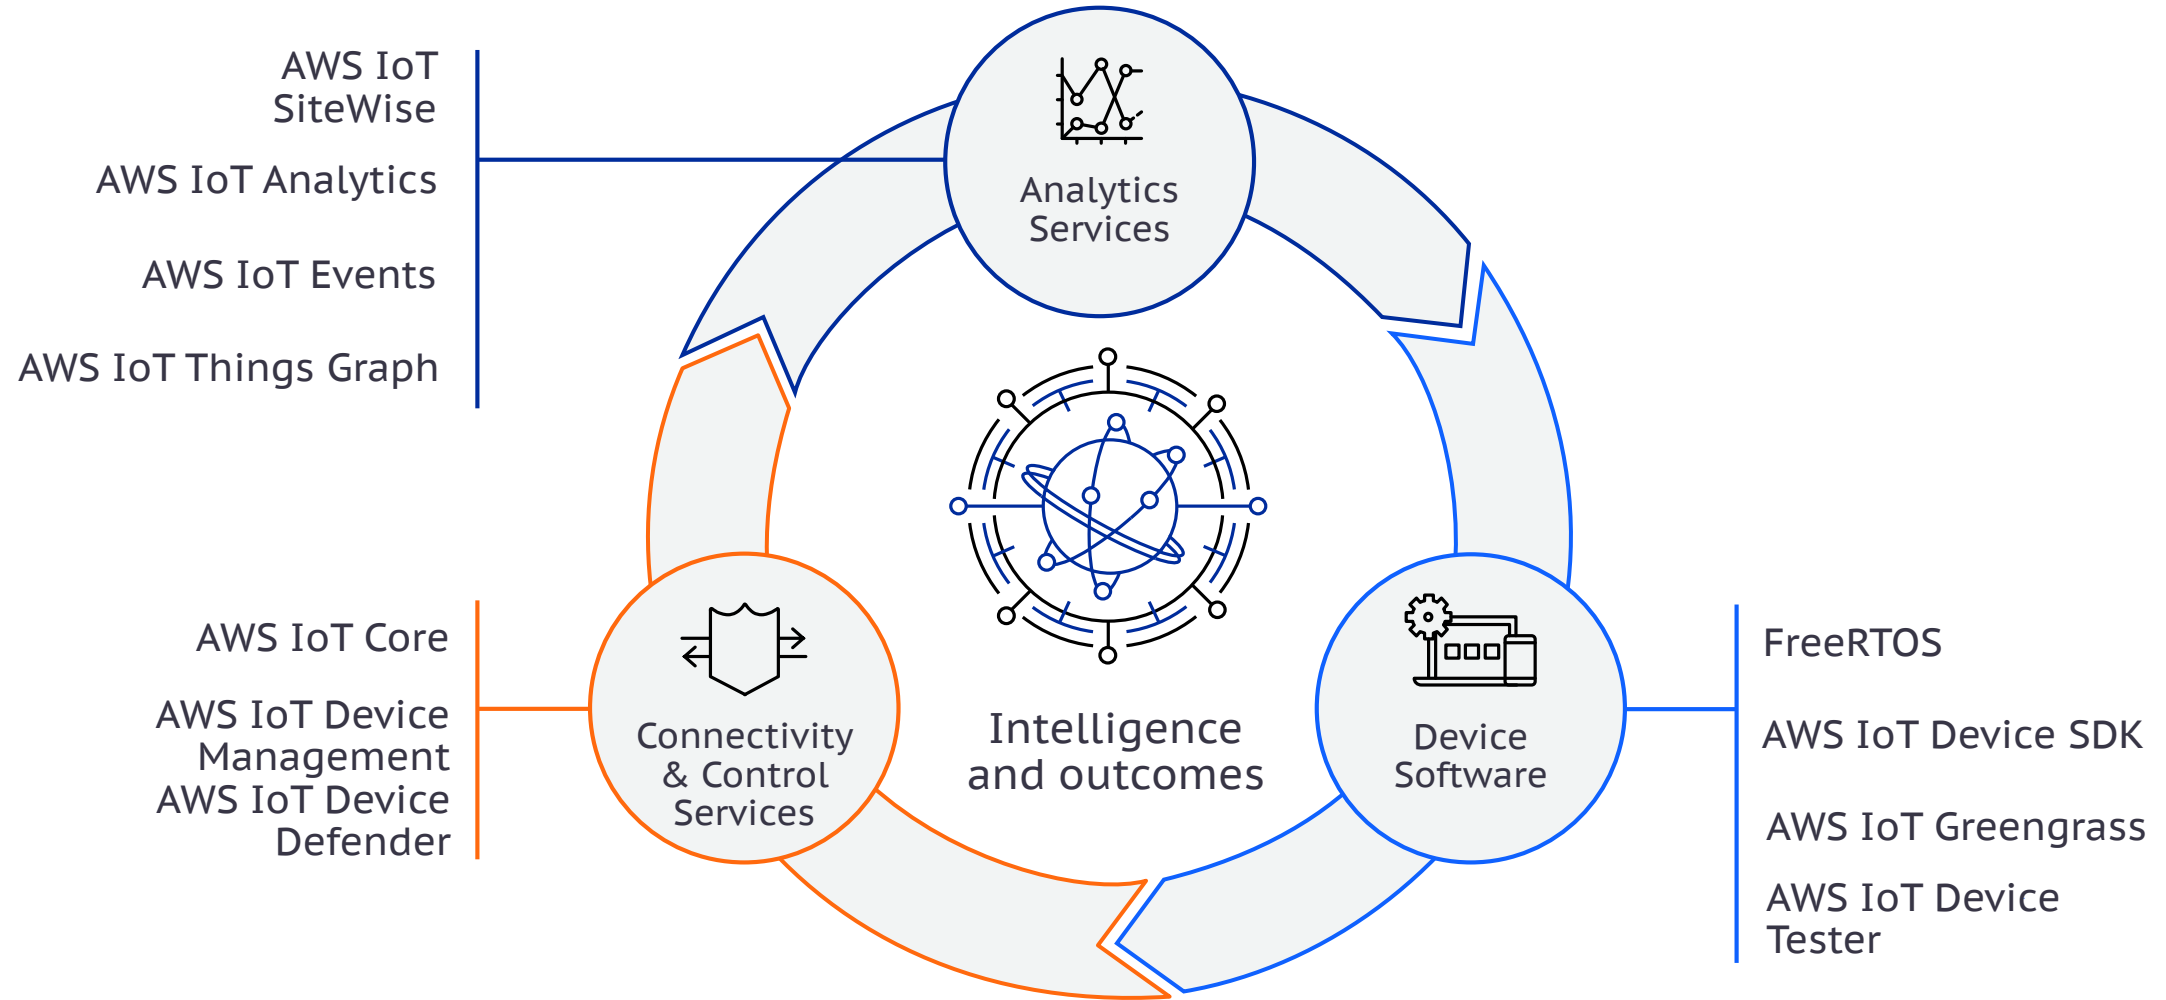 AWS IoT
SiteWise
AWS IoT Analytics
AWS IoT Events
AWS IoT Things Graph
Analytics
Services
AWS IoT Core
AWS IoT Device
Management
AWS IoT Device
Defender
Connectivity
& Control
Services
Intelligence
and outcomes
Device
Software
FreeRTOS
AWS IoT Device SDK
AWS IoT Greengrass
AWS IoT Device
Tester